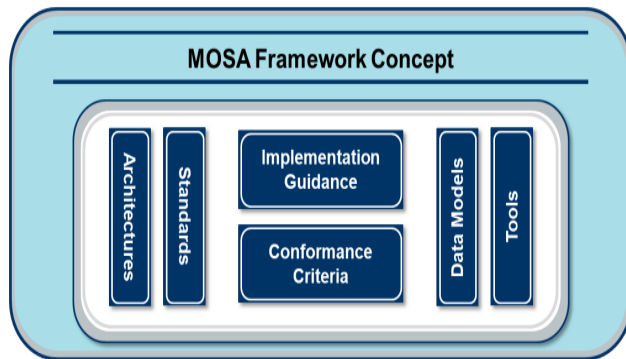 MOSA Framework Concept
Architectures
Standards
Implementation
Guidance
Conformance
Criteria
Data Models
Tools